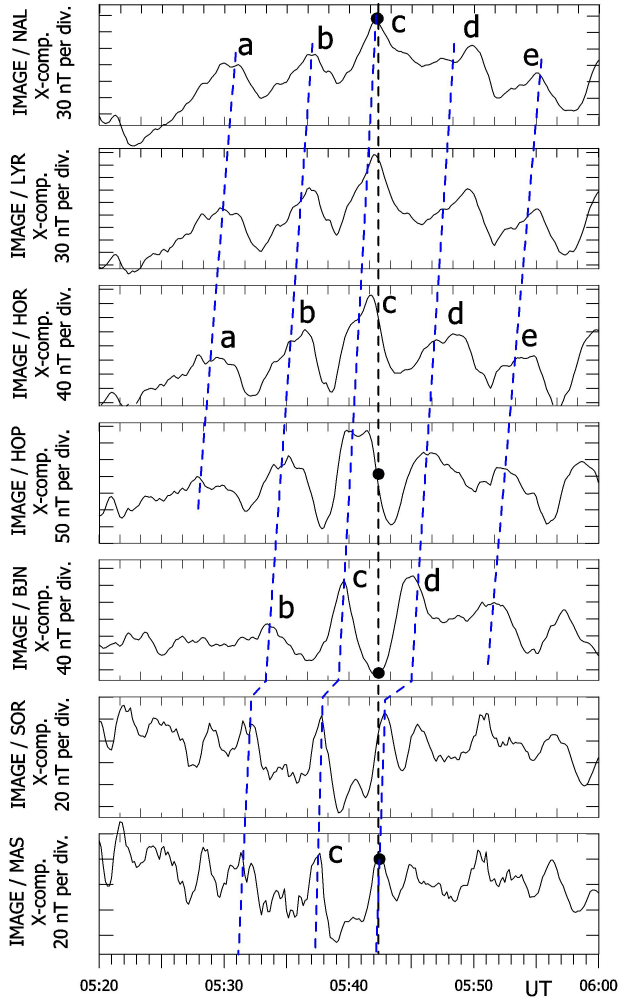 IMAGE / NAL
X-comp.
30 nT per div.
a
b
c
d
e
IMAGE / LYR
X-comp.
30 nT per div.
IMAGE / HOR
X-comp.
40 nT per div.
a
b
c
d
e
IMAGE / HOP
X-comp.
50 nT per div.
IMAGE / BJN
X-comp.
40 nT per div.
b
c
d
IMAGE / SOR
X-comp.
20 nT per div.
IMAGE / MAS
X-comp.
20 nT per div.
c
05:20 05:30 05:40 05:50 UT 06:00